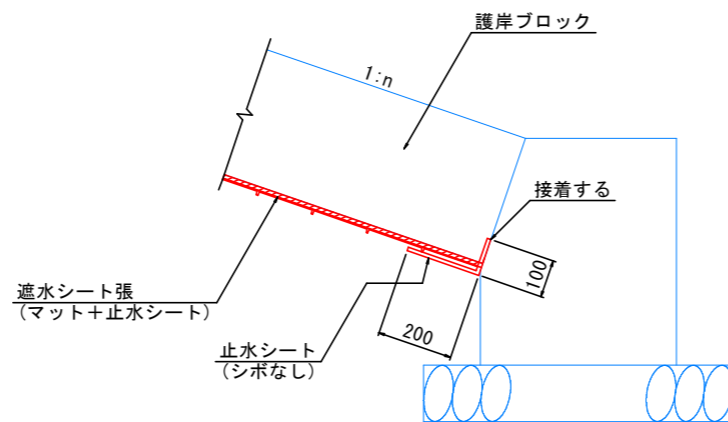 護岸ブロック
1:n
接着する
100
遮水シート張
(マット＋止水シート)
200
止水シート
(シボなし)